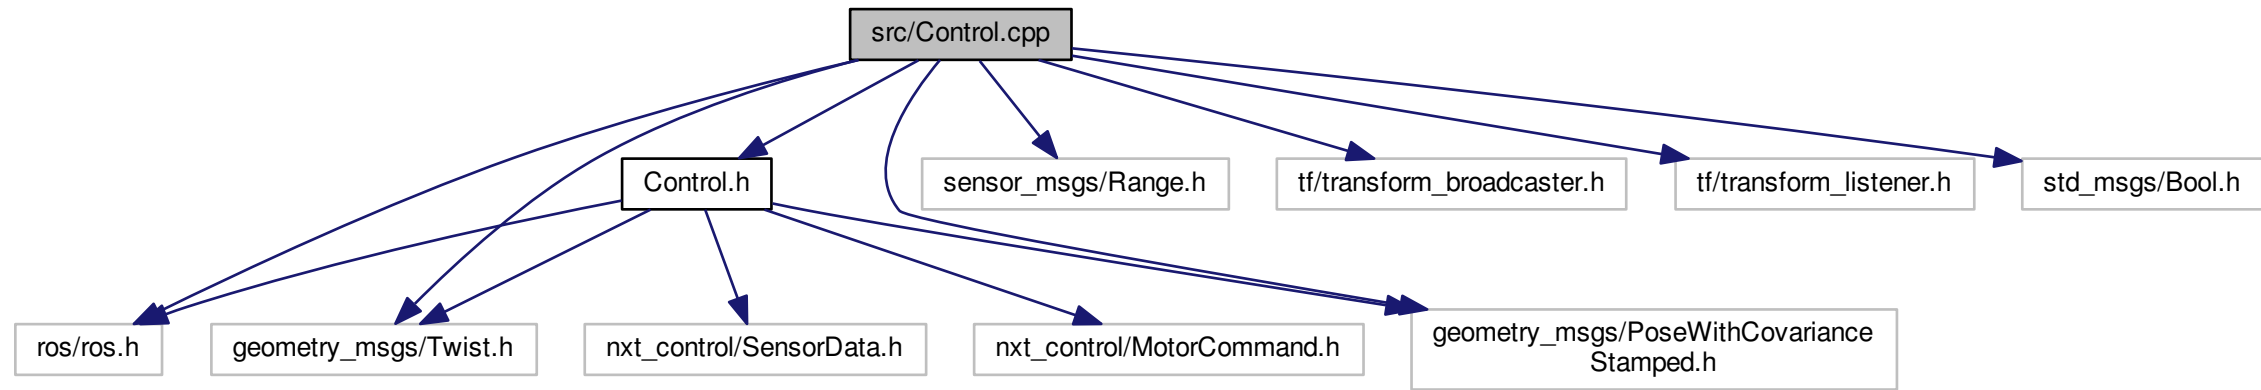 src/Control.cpp
Control.h
sensor_msgs/Range.h
tf/transform_broadcaster.h
tf/transform_listener.h
std_msgs/Bool.h
ros/ros.h
geometry_msgs/Twist.h
nxt_control/SensorData.h
nxt_control/MotorCommand.h
geometry_msgs/PoseWithCovariance
Stamped.h